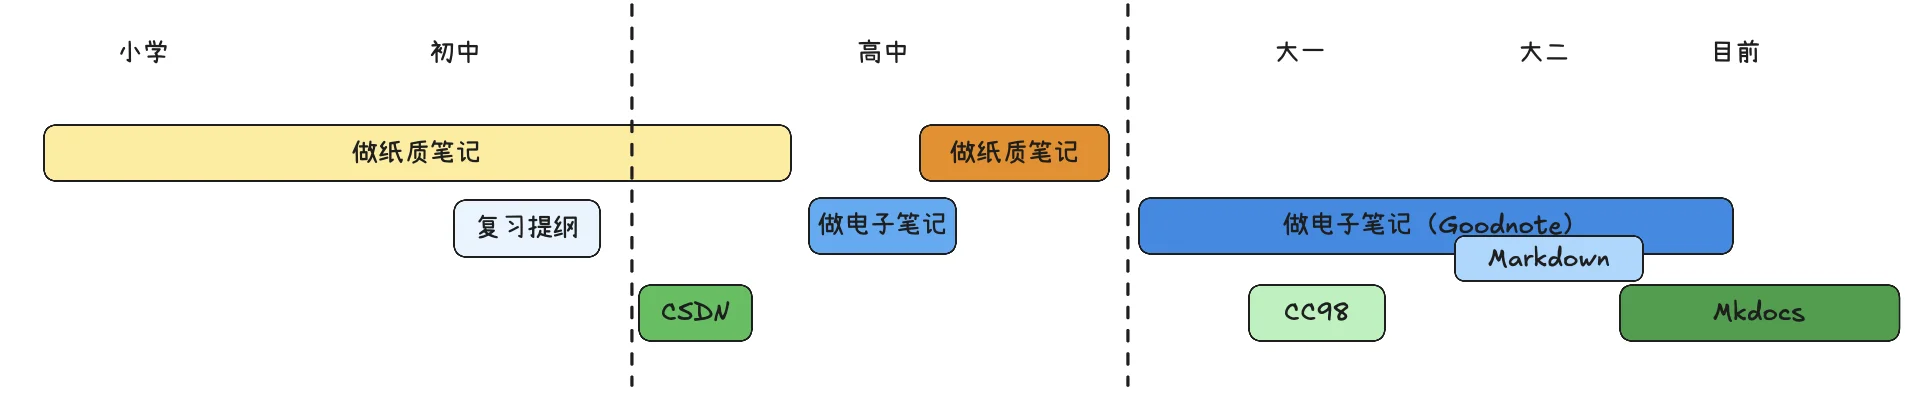 小学
初中
高中
大一
大二
目前
做纸质笔记
做纸质笔记
复习提纲
做电子笔记
做电子笔记（Goodnote）
Markdown
CSDN
CC98
Mkdocs